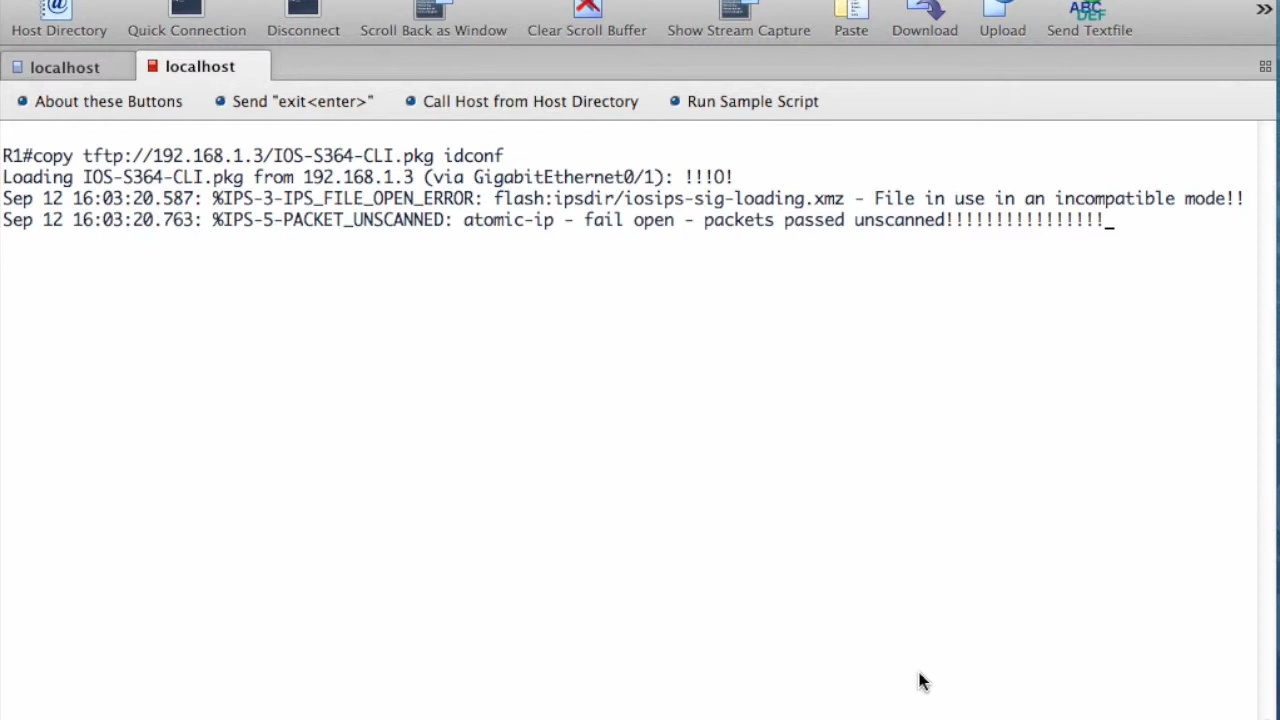 Host Directory Quick Connection Disconnect Scroll Back as Window Clear Scroll Buffer Show Stream Capture Paste Download Upload Send Textfile
ABC
DEF
localhost localhost
About these Buttons Send "exit<enter>" Call Host from Host Directory Run Sample Script
R1#copy tftp://192.168.1.3/IOS-S364-CLI.pkg idconf
Loading IOS-S364-CLI.pkg from 192.168.1.3 (via GigabitEthernet0/1): !!!O!
Sep 12 16:03:20.587: %IPS-3-IPS_FILE_OPEN_ERROR: flash:ipsdir/iosips-sig-loading.xmz - File in use in an incompatible mode!!
Sep 12 16:03:20.763: %IPS-5-PACKET_UNSCANNED: atomic-ip - fail open - packets passed unscanned!!!!!!!!!!!!!!!!_